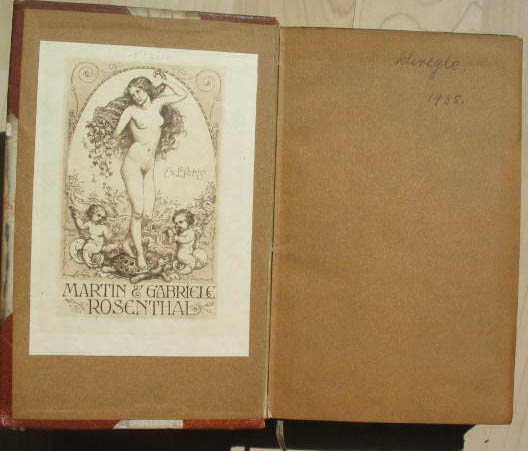 Ex Libris
MARTIN & GABRIELE
ROSENTHAL
1935.